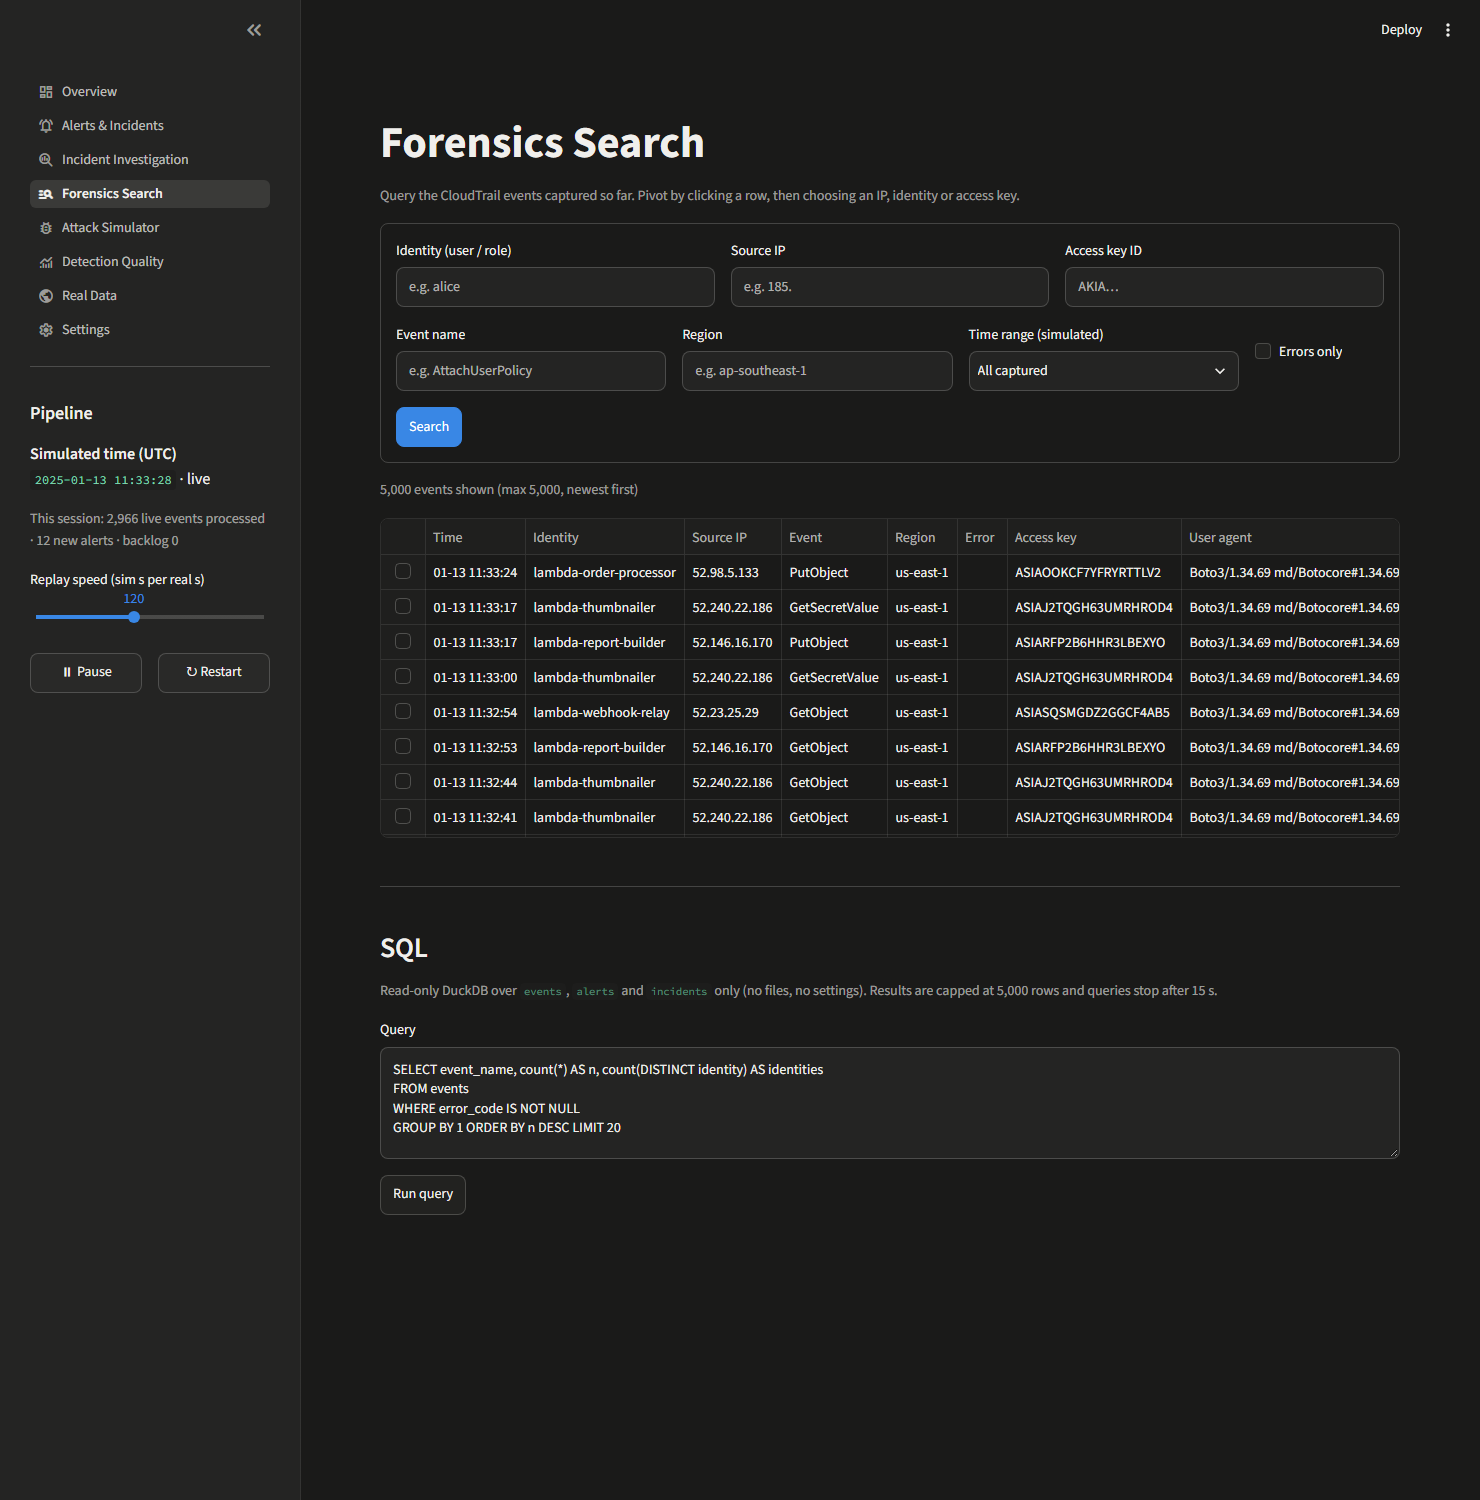 Deploy
Overview
Alerts & Incidents
Incident Investigation
Forensics Search
Attack Simulator
Detection Quality
Real Data
Settings
Pipeline
Simulated time (UTC)
2025-01-13 11:33:28 · live
This session: 2,966 live events processed
· 12 new alerts · backlog 0
Replay speed (sim s per real s)
120
Pause
↻ Restart
Forensics Search
Query the CloudTrail events captured so far. Pivot by clicking a row, then choosing an IP, identity or access key.
Identity (user / role) Source IP Access key ID
e.g. alice e.g. 185. AKIA…
Event name Region Time range (simulated)
e.g. AttachUserPolicy e.g. ap-southeast-1 All captured Errors only
Search
5,000 events shown (max 5,000, newest first)
Time Identity Source IP Event Region Error Access key User agent
01-13 11:33:24 lambda-order-processor 52.98.5.133 PutObject us-east-1 ASIAOOKCF7YFRYRTTLV2 Boto3/1.34.69 md/Botocore#1.34.69
01-13 11:33:17 lambda-thumbnailer 52.240.22.186 GetSecretValue us-east-1 ASIAJ2TQGH63UMRHROD4 Boto3/1.34.69 md/Botocore#1.34.69
01-13 11:33:17 lambda-report-builder 52.146.16.170 PutObject us-east-1 ASIARFP2B6HHR3LBEXYO Boto3/1.34.69 md/Botocore#1.34.69
01-13 11:33:00 lambda-thumbnailer 52.240.22.186 GetSecretValue us-east-1 ASIAJ2TQGH63UMRHROD4 Boto3/1.34.69 md/Botocore#1.34.69
01-13 11:32:54 lambda-webhook-relay 52.23.25.29 GetObject us-east-1 ASIASQSMGDZ2GGCF4AB5 Boto3/1.34.69 md/Botocore#1.34.69
01-13 11:32:53 lambda-report-builder 52.146.16.170 GetObject us-east-1 ASIARFP2B6HHR3LBEXYO Boto3/1.34.69 md/Botocore#1.34.69
01-13 11:32:44 lambda-thumbnailer 52.240.22.186 GetObject us-east-1 ASIAJ2TQGH63UMRHROD4 Boto3/1.34.69 md/Botocore#1.34.69
01-13 11:32:41 lambda-thumbnailer 52.240.22.186 GetObject us-east-1 ASIAJ2TQGH63UMRHROD4 Boto3/1.34.69 md/Botocore#1.34.69
SQL
Read-only DuckDB over events, alerts and incidents only (no files, no settings). Results are capped at 5,000 rows and queries stop after 15 s.
Query
SELECT event_name, count(*) AS n, count(DISTINCT identity) AS identities
FROM events
WHERE error_code IS NOT NULL
GROUP BY 1 ORDER BY n DESC LIMIT 20
Run query